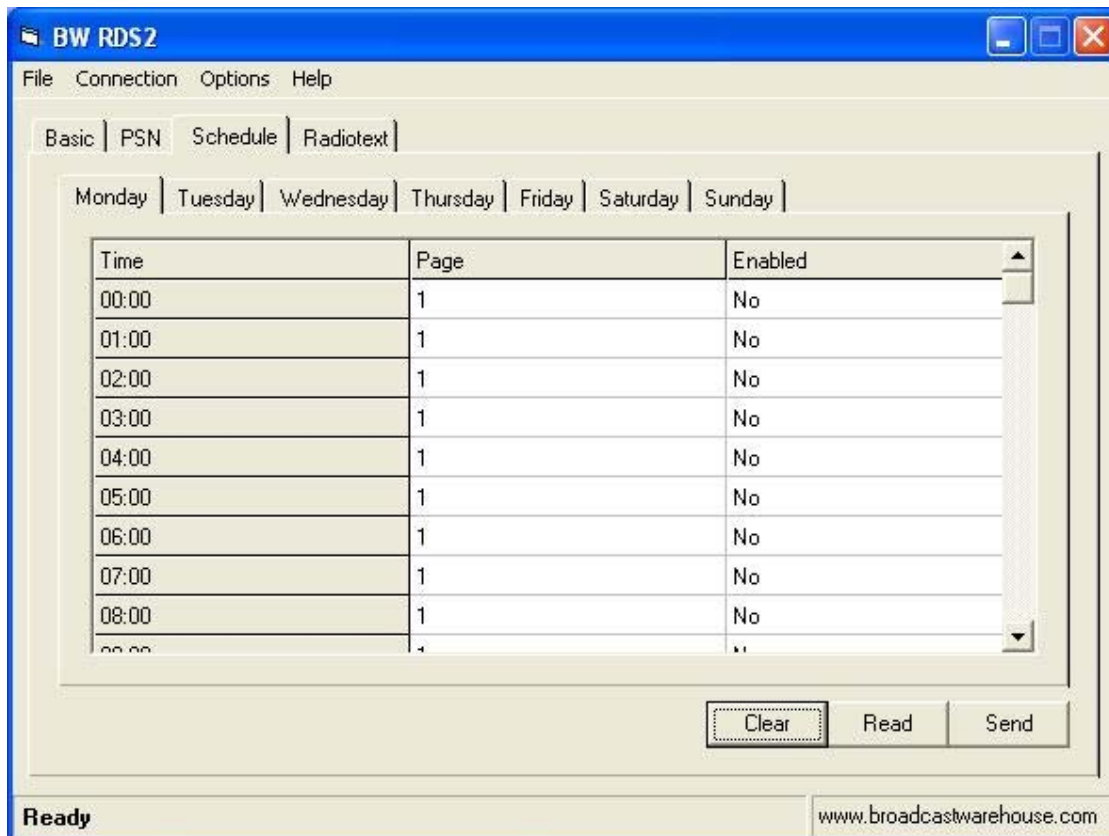 BW RDS2
File Connection Options Help
Basic PSN Schedule Radiotext
Monday Tuesday Wednesday Thursday Friday Saturday Sunday
Time Page Enabled
00:00 1 No
01:00 1 No
02:00 1 No
03:00 1 No
04:00 1 No
05:00 1 No
06:00 1 No
07:00 1 No
08:00 1 No
Clear Read Send
Ready www.broadcastwarehouse.com